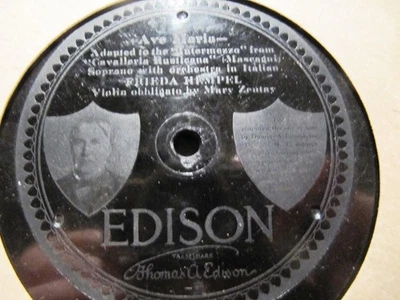 —Ave Maria—
Adapted to the "Intermezzo" from
"Cavalleria Rusticana"—Mascagni
Soprano with orchestra in Italian
FRIEDA HEMPEL
Violin obbligato by Mary Zentay
EDISON
TRADE MARK
Thomas A Edison